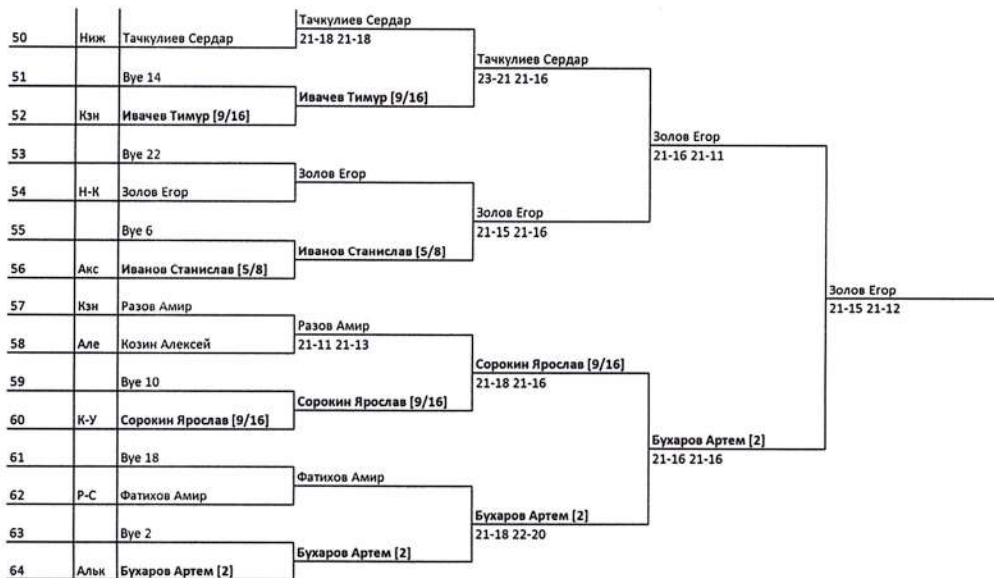 50 Ниж Тачкулиев Сердар
51 Bye 14
52 Кзн Ивачев Тимур [9/16]
53 Bye 22
54 Н-К Золов Егор
55 Bye 6
56 Акс Иванов Станислав [5/8]
57 Кзн Разов Амир
58 Але Козин Алексей
59 Bye 10
60 К-У Сорокин Ярослав [9/16]
61 Bye 18
62 Р-С Фатихов Амир
63 Bye 2
64 Альк Бухаров Артем [2]
Тачкулиев Сердар
21-18 21-18
Ивачев Тимур [9/16]
Золов Егор
Иванов Станислав [5/8]
Разов Амир
21-11 21-13
Сорокин Ярослав [9/16]
Фатихов Амир
Бухаров Артем [2]
Тачкулиев Сердар
23-21 21-16
Золов Егор
21-15 21-16
Сорокин Ярослав [9/16]
21-18 21-16
Бухаров Артем [2]
21-18 22-20
Золов Егор
21-16 21-11
Бухаров Артем [2]
21-16 21-16
Золов Егор
21-15 21-12